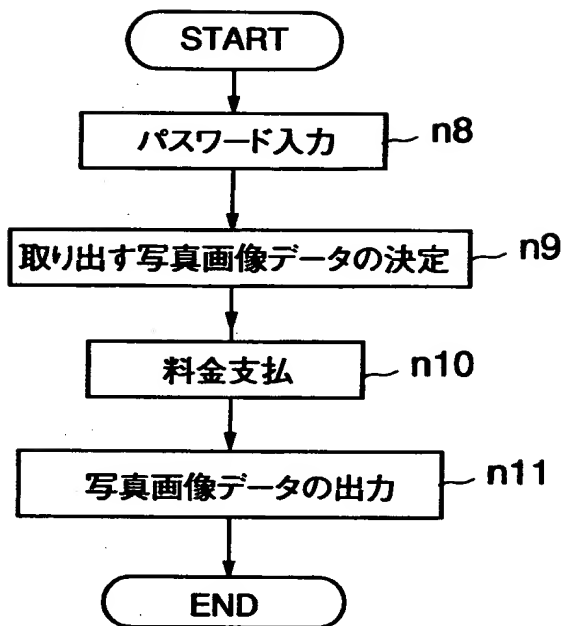 START
パスワード入力 n8
取り出す写真画像データの決定 n9
料金支払 n10
写真画像データの出力 n11
END